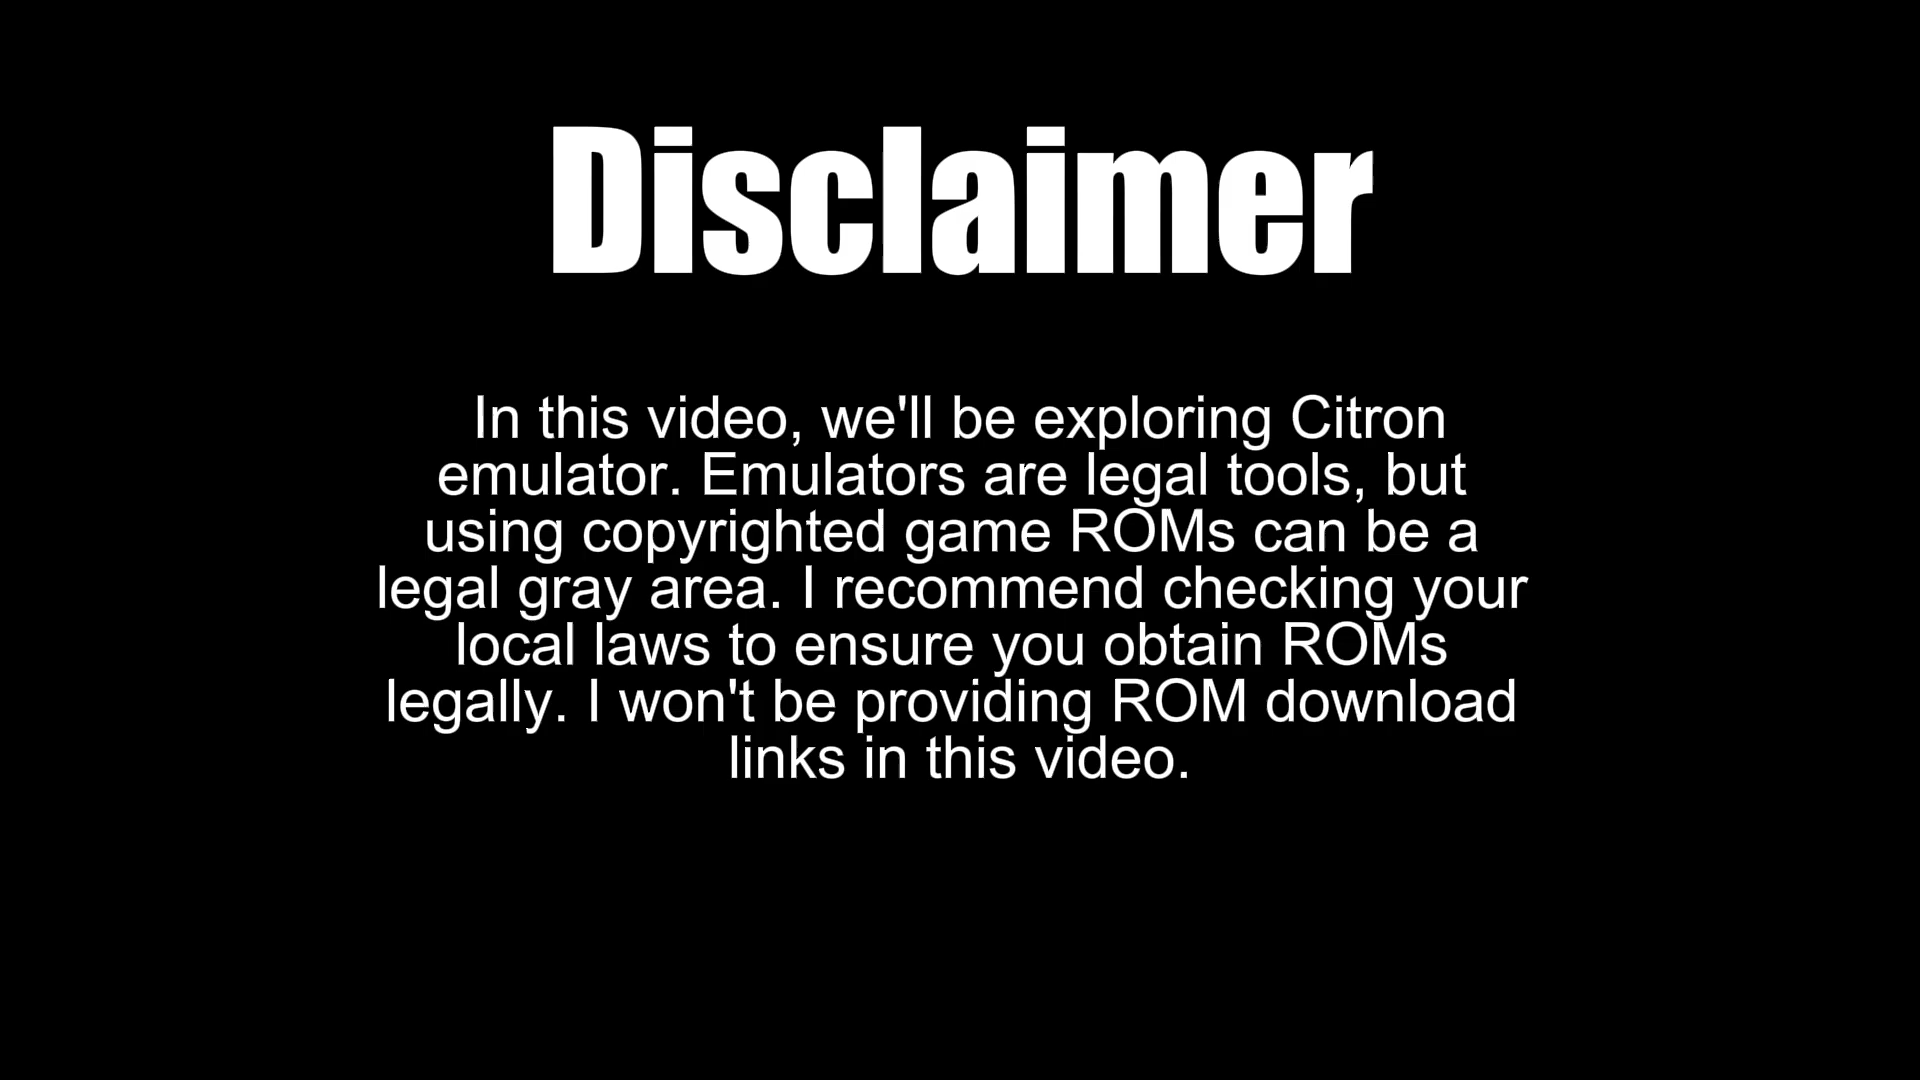 Disclaimer
In this video, we'll be exploring Citron
emulator. Emulators are legal tools, but
using copyrighted game ROMs can be a
legal gray area. I recommend checking your
local laws to ensure you obtain ROMs
legally. I won't be providing ROM download
links in this video.